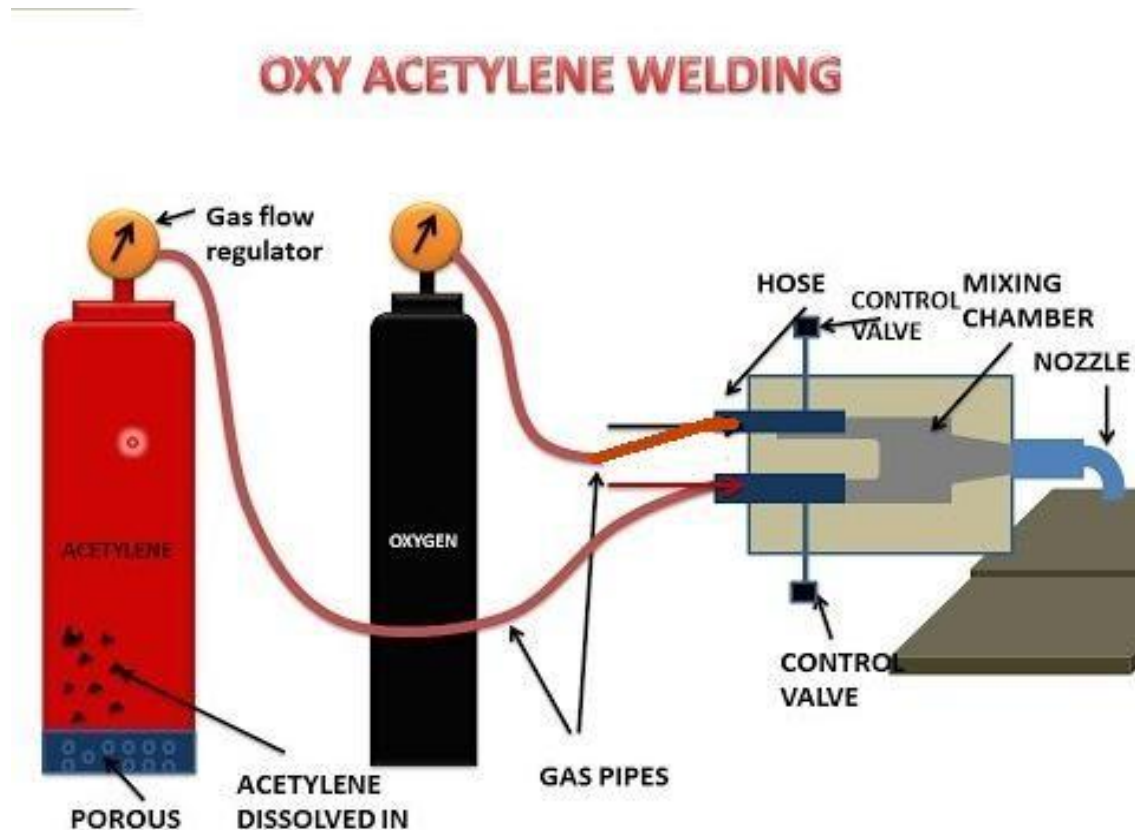 OXY ACETYLENE WELDING
Gas flow
regulator
HOSE
CONTROL
VALVE
MIXING
CHAMBER
NOZZLE
ACETYLENE
OXYGEN
CONTROL
VALVE
GAS PIPES
ACETYLENE
DISSOLVED IN
POROUS